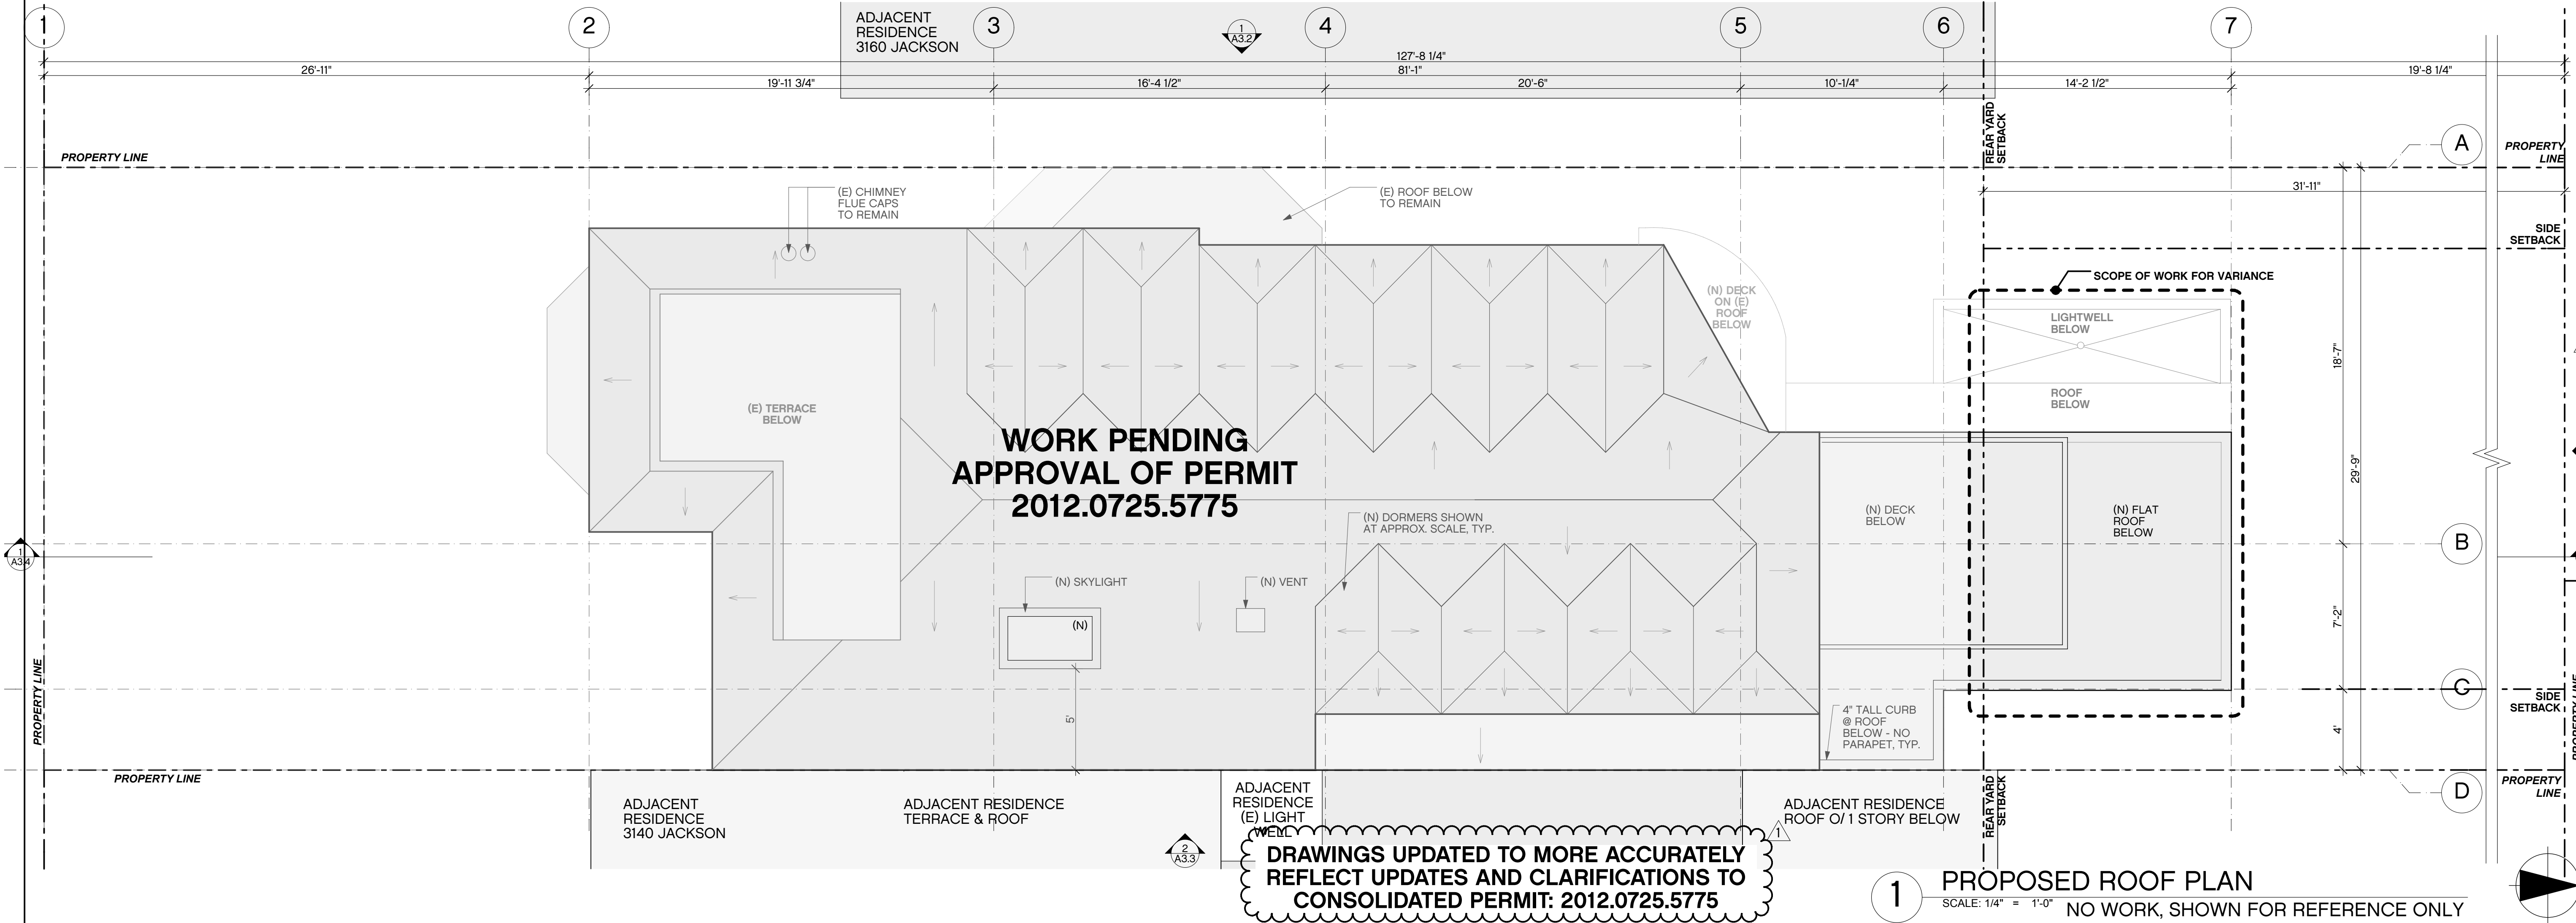 1
2
ADJACENT
RESIDENCE
3160 JACKSON
3
1
A3.2
4
5
6
7
127'-8 1/4"
26'-11"
81'-1"
19'-8 1/4"
19'-11 3/4"
16'-4 1/2"
20'-6"
10'-1/4"
14'-2 1/2"
REAR YARD
SETBACK
A
PROPERTY LINE
PROPERTY
LINE
31'-11"
(E) CHIMNEY
FLUE CAPS
TO REMAIN
(E) ROOF BELOW
TO REMAIN
SIDE
SETBACK
SCOPE OF WORK FOR VARIANCE
(N) DECK
ON (E)
ROOF
BELOW
LIGHTWELL
BELOW
ROOF
BELOW
18'-7"
29'-9"
(E) TERRACE
BELOW
WORK PENDING
APPROVAL OF PERMIT
2012.0725.5775
(N) DORMERS SHOWN
AT APPROX. SCALE, TYP.
(N) DECK
BELOW
(N) FLAT
ROOF
BELOW
B
1
A3.4
(N) SKYLIGHT
(N) VENT
(N)
7'-2"
C
SIDE
SETBACK
PROPERTY LINE
PROPERTY LINE
5'
4" TALL CURB
@ ROOF
BELOW - NO
PARAPET, TYP.
4'
PROPERTY LINE
D
PROPERTY
LINE
ADJACENT
RESIDENCE
3140 JACKSON
ADJACENT RESIDENCE
TERRACE & ROOF
ADJACENT
RESIDENCE
(E) LIGHT
WELL
ADJACENT RESIDENCE
ROOF O/ 1 STORY BELOW
REAR YARD
SETBACK
2
A3.3
1
DRAWINGS UPDATED TO MORE ACCURATELY
REFLECT UPDATES AND CLARIFICATIONS TO
CONSOLIDATED PERMIT: 2012.0725.5775
1
PROPOSED ROOF PLAN
SCALE: 1/4" = 1'-0"
NO WORK, SHOWN FOR REFERENCE ONLY